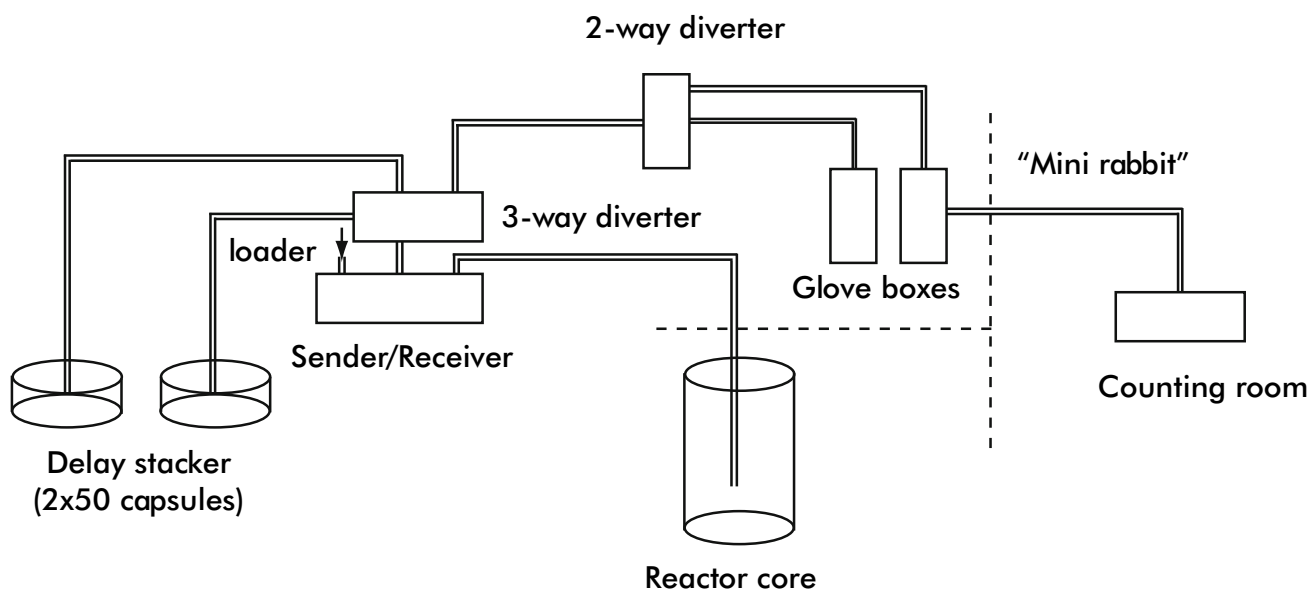 2-way diverter
“Mini rabbit”
3-way diverter
loader
Glove boxes
Sender/Receiver
Counting room
Delay stacker
(2x50 capsules)
Reactor core